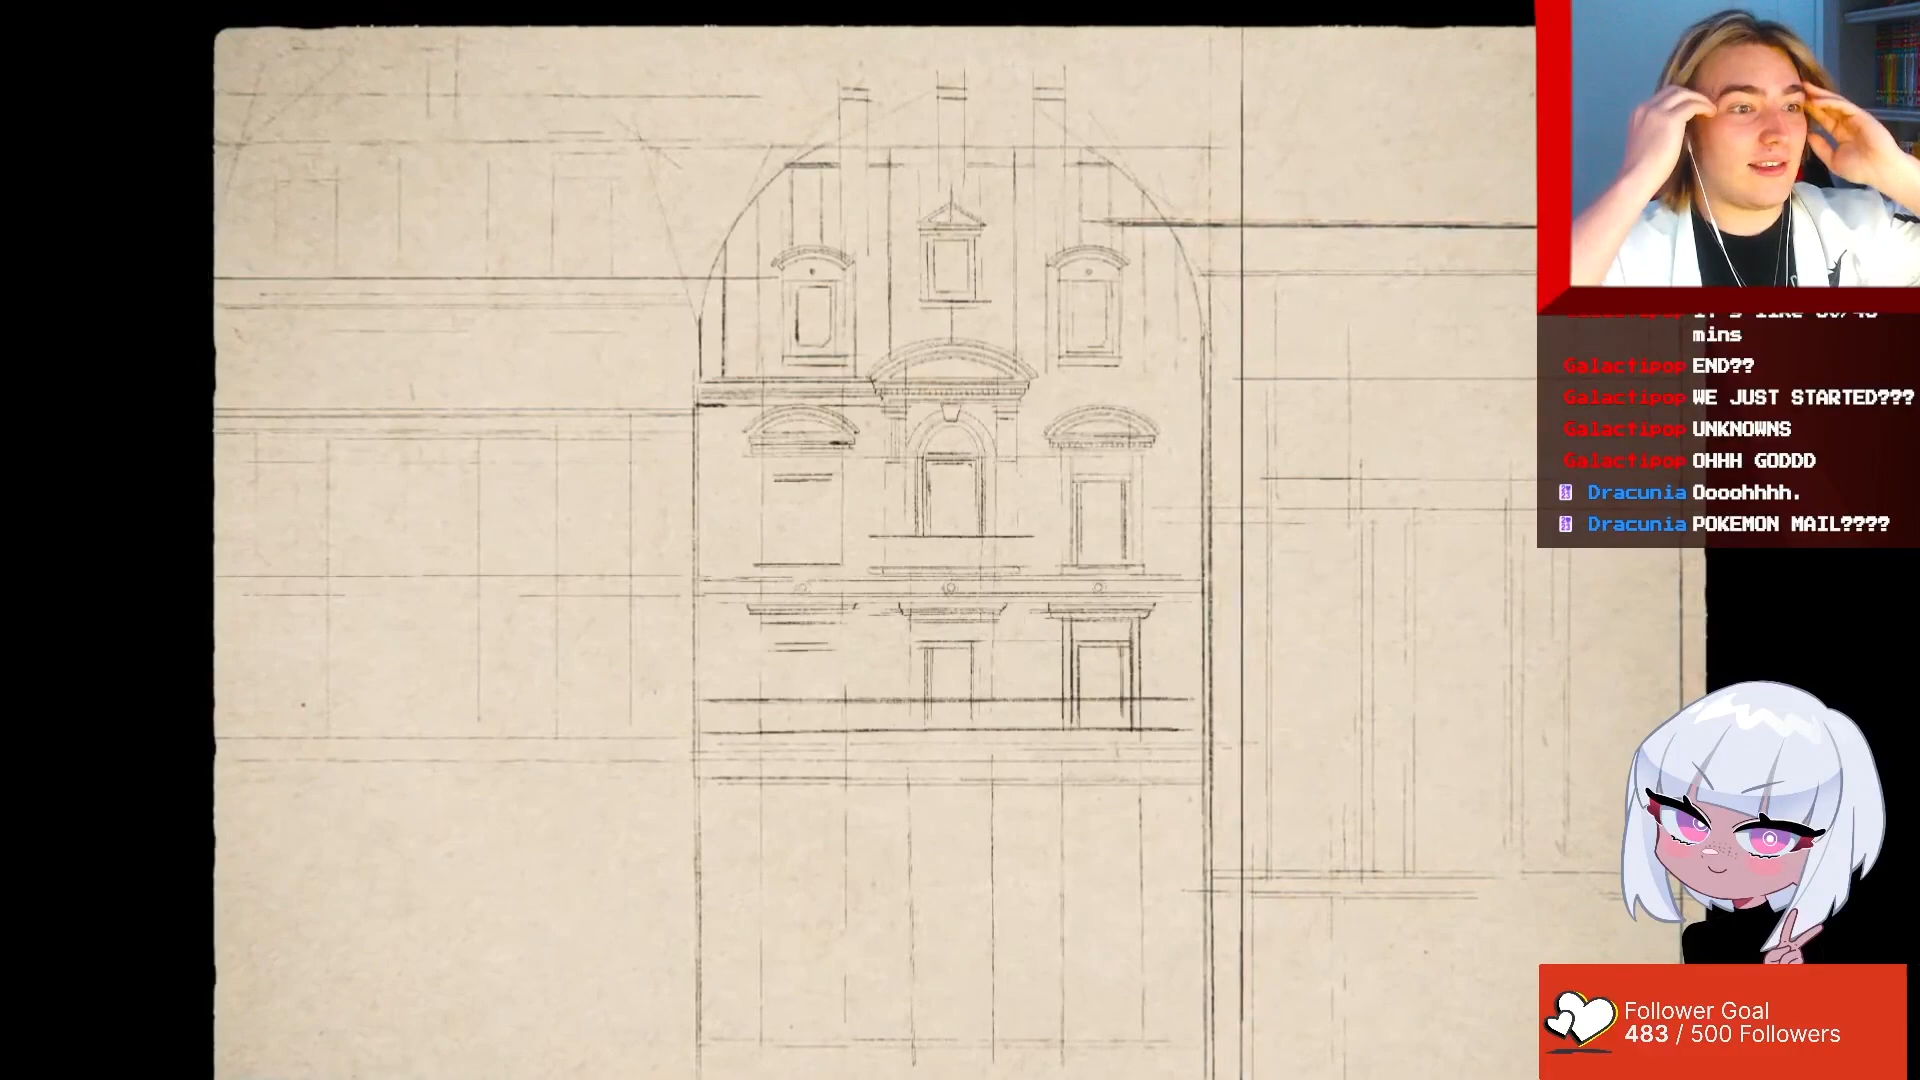 mins
Galactipop END??
Galactipop WE JUST STARTED???
Galactipop UNKNOWNS
Galactipop OHHH GODDD
Dracunia Ooohhhh.
Dracunia POKEMON MAIL????
Follower Goal
483 / 500 Followers